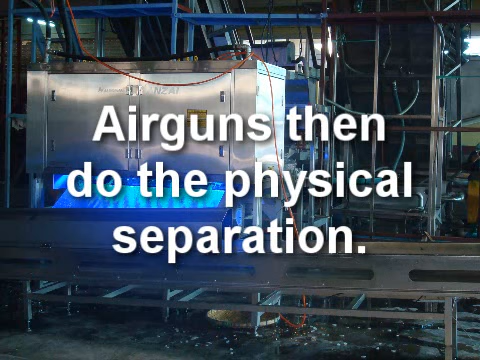 Airguns then
do the physical
separation.